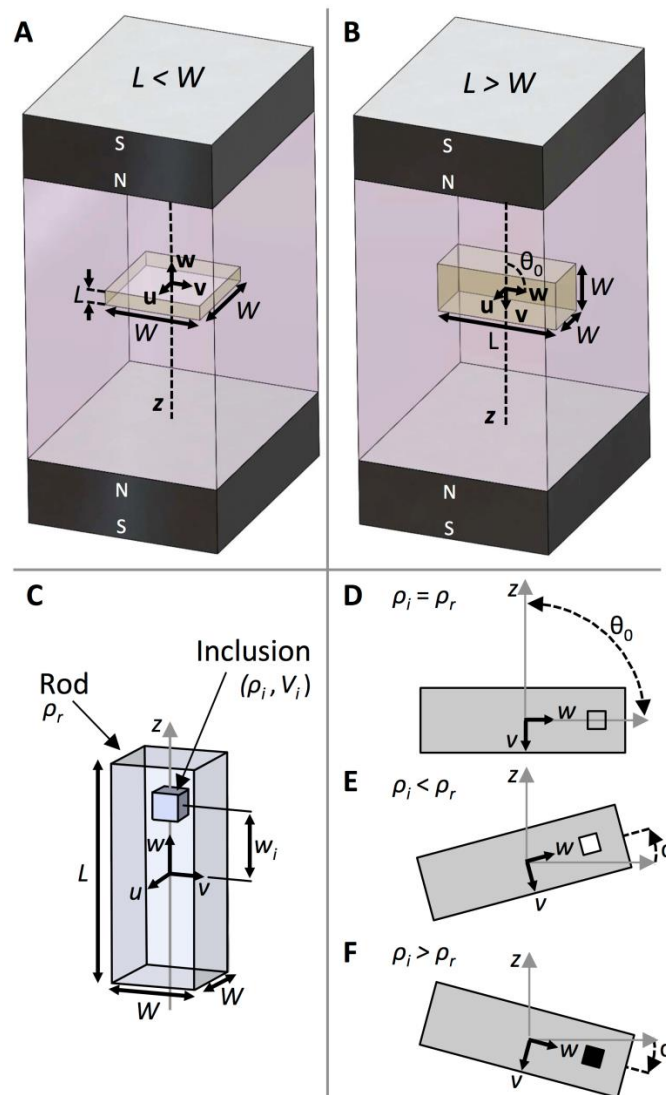 A
L < W
S
N
w
u
v
L
W
W
z
N
S
B
L > W
S
N
θ0
w
u
v
W
L
W
z
N
S
C
Inclusion
(ρi, Vi)
Rod
ρr
z
L
w
wi
u
v
W
W
D
ρi = ρr
z
θ0
w
v
E
ρi < ρr
z
w
v
F
ρi > ρr
z
w
v